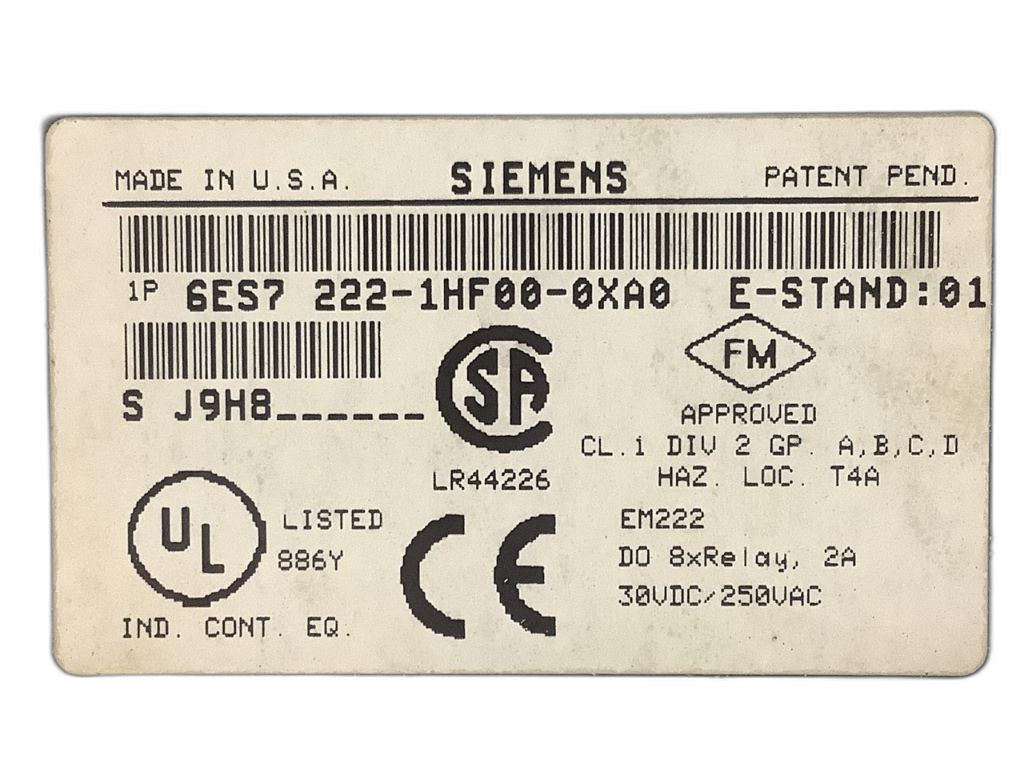 MADE IN U.S.A. SIEMENS PATENT PEND.
1P 6ES7 222-1HF00-0XA0 E-STAND:01
S J9H8______
CSA
LR44226
FM
APPROVED
CL.1 DIV 2 GP. A,B,C,D
HAZ. LOC. T4A
UL LISTED
886Y
IND. CONT. EQ.
CE
EM222
DO 8xRelay, 2A
30VDC/250VAC